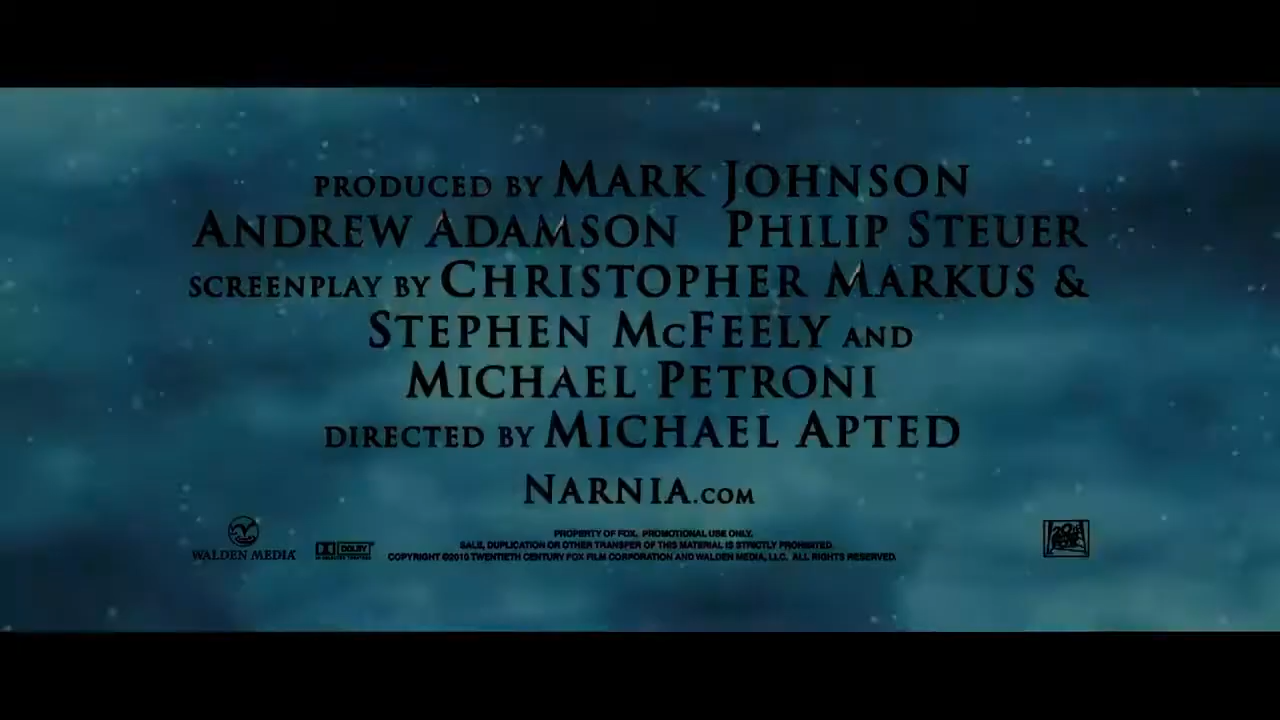 PRODUCED BY MARK JOHNSON
ANDREW ADAMSON PHILIP STEUER
SCREENPLAY BY CHRISTOPHER MARKUS &
STEPHEN MCFEELY AND
MICHAEL PETRONI
DIRECTED BY MICHAEL APTED
NARNIA.COM
WALDEN MEDIA
DOLBY
PROPERTY OF FOX. PROMOTIONAL USE ONLY.
SALE, DUPLICATION OR OTHER TRANSFER OF THIS MATERIAL IS STRICTLY PROHIBITED.
COPYRIGHT ©2010 TWENTIETH CENTURY FOX FILM CORPORATION AND WALDEN MEDIA, LLC. ALL RIGHTS RESERVED.